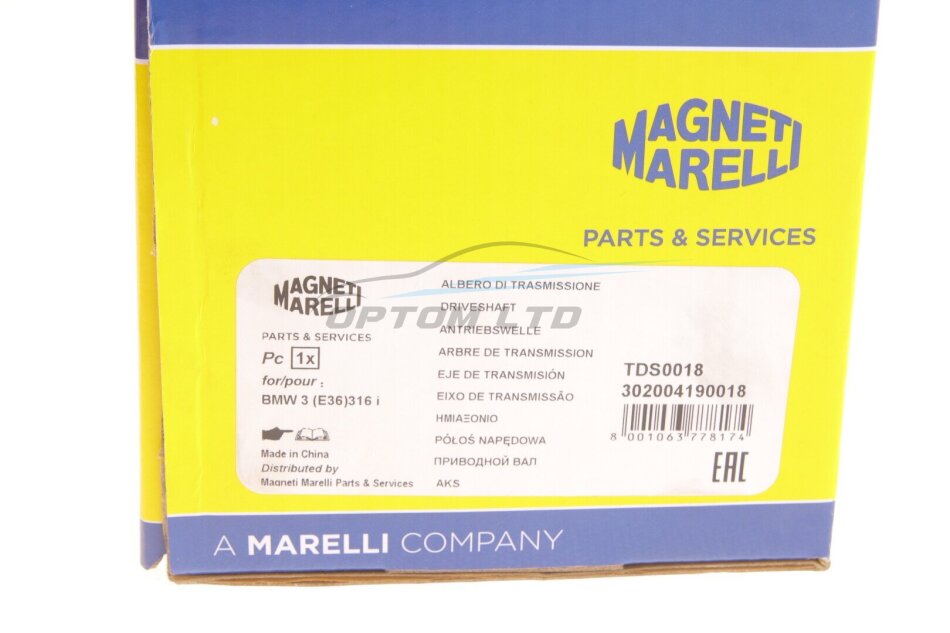 MAGNETI
MARELLI
PARTS & SERVICES
MAGNETI
MARELLI
PARTS & SERVICES
Pc 1x
for/pour :
BMW 3 (E36)316 i
Made in China
Distributed by
Magneti Marelli Parts & Services
ALBERO DI TRASMISSIONE
DRIVESHAFT
OPTOM LTD
ANTRIEBSWELLE
ARBRE DE TRANSMISSION
EJE DE TRANSMISIÓN
EIXO DE TRANSMISSÃO
ΗΜΙΑΞΟΝΙΟ
PÓŁOŚ NAPĘDOWA
ПРИВОДНОЙ ВАЛ
AKS
TDS0018
302004190018
8 001063 778174
EAC
A MARELLI COMPANY